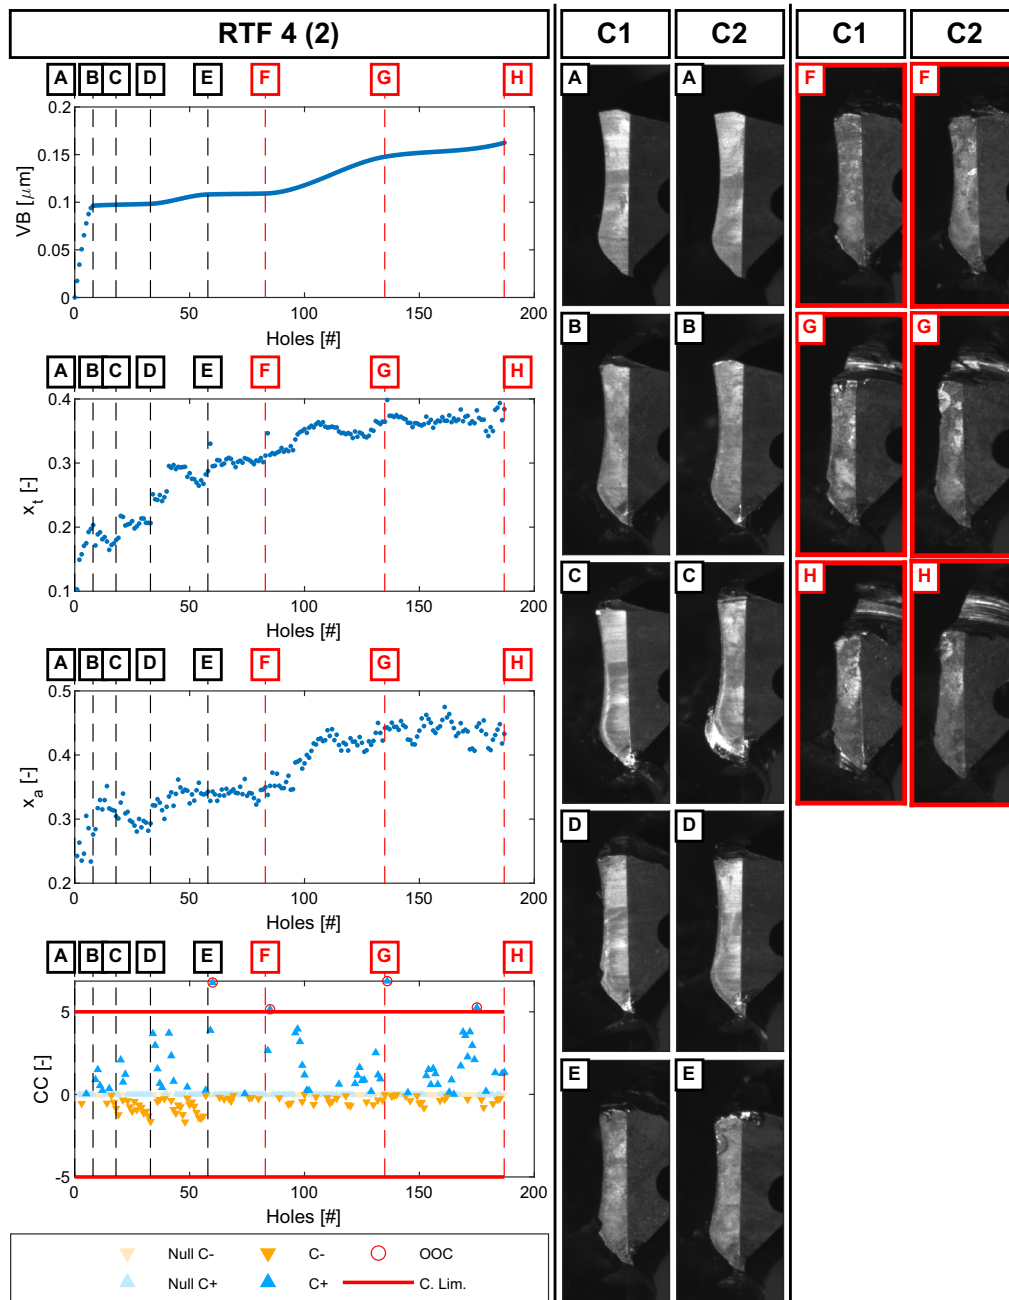 RTF 4 (2)
C1 C2 C1 C2
A B C D E F G H
0.2
0.15
0.1
0.05
0
VB [μm]
0 50 100 150 200
Holes [#]
A B C D E F G H
0.4
0.3
0.2
0.1
x_t [-]
0 50 100 150 200
Holes [#]
A B C D E F G H
0.5
0.4
0.3
0.2
x_a [-]
0 50 100 150 200
Holes [#]
A B C D E F G H
5
0
-5
CC [-]
0 50 100 150 200
Holes [#]
Null C- C- OOC
Null C+ C+ C. Lim.
A A
B B
C C
D D
E E
F F
G G
H H